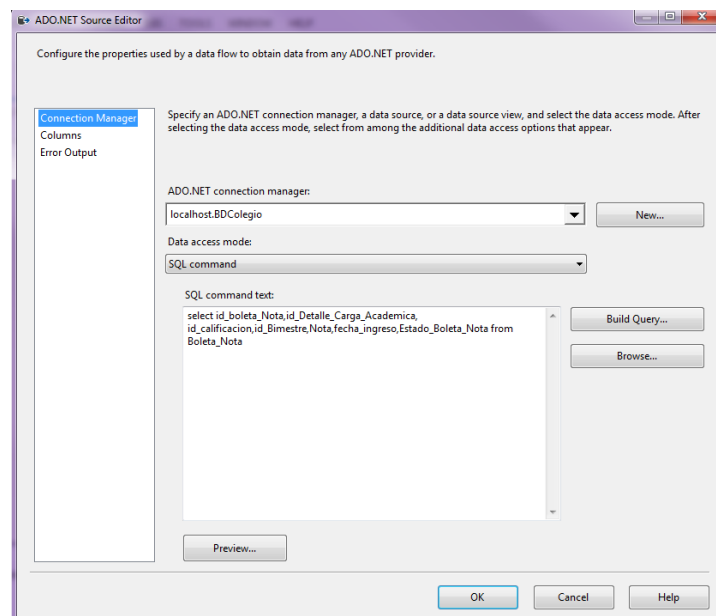 ADO.NET Source Editor
Configure the properties used by a data flow to obtain data from any ADO.NET provider.
Connection Manager
Columns
Error Output
Specify an ADO.NET connection manager, a data source, or a data source view, and select the data access mode. After
selecting the data access mode, select from among the additional data access options that appear.
ADO.NET connection manager:
localhost.BDColegio
New...
Data access mode:
SQL command
SQL command text:
select id_boleta_Nota,id_Detalle_Carga_Academica,
id_calificacion,id_Bimestre,Nota,fecha_ingreso,Estado_Boleta_Nota from
Boleta_Nota
Build Query...
Browse...
Preview...
OK
Cancel
Help